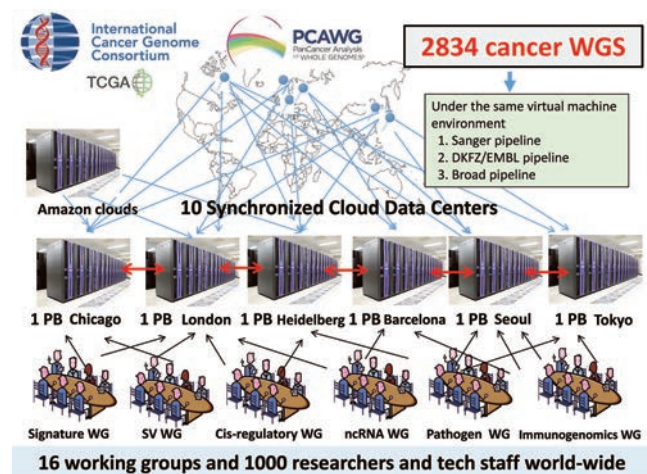 International
Cancer Genome
Consortium
TCGA
PCAWG
PanCancer Analysis
OF WHOLE GENOMES
2834 cancer WGS
Under the same virtual machine
environment
1. Sanger pipeline
2. DKFZ/EMBL pipeline
3. Broad pipeline
Amazon clouds
10 Synchronized Cloud Data Centers
1 PB Chicago
1 PB London
1 PB Heidelberg
1 PB Barcelona
1 PB Seoul
1 PB Tokyo
Signature WG
SV WG
Cis-regulatory WG
ncRNA WG
Pathogen WG
Immunogenomics WG
16 working groups and 1000 researchers and tech staff world-wide